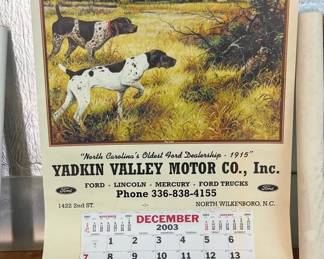 "North Carolina's Oldest Ford Dealership - 1915"
YADKIN VALLEY MOTOR CO., Inc.
FORD - LINCOLN - MERCURY - FORD TRUCKS
Ford Phone 336-838-4155 Ford
1422 2nd ST. NORTH WILKESBORO, N.C.
DECEMBER
2003
1 2 3 4 5 6
7 8 9 10 11 12 13